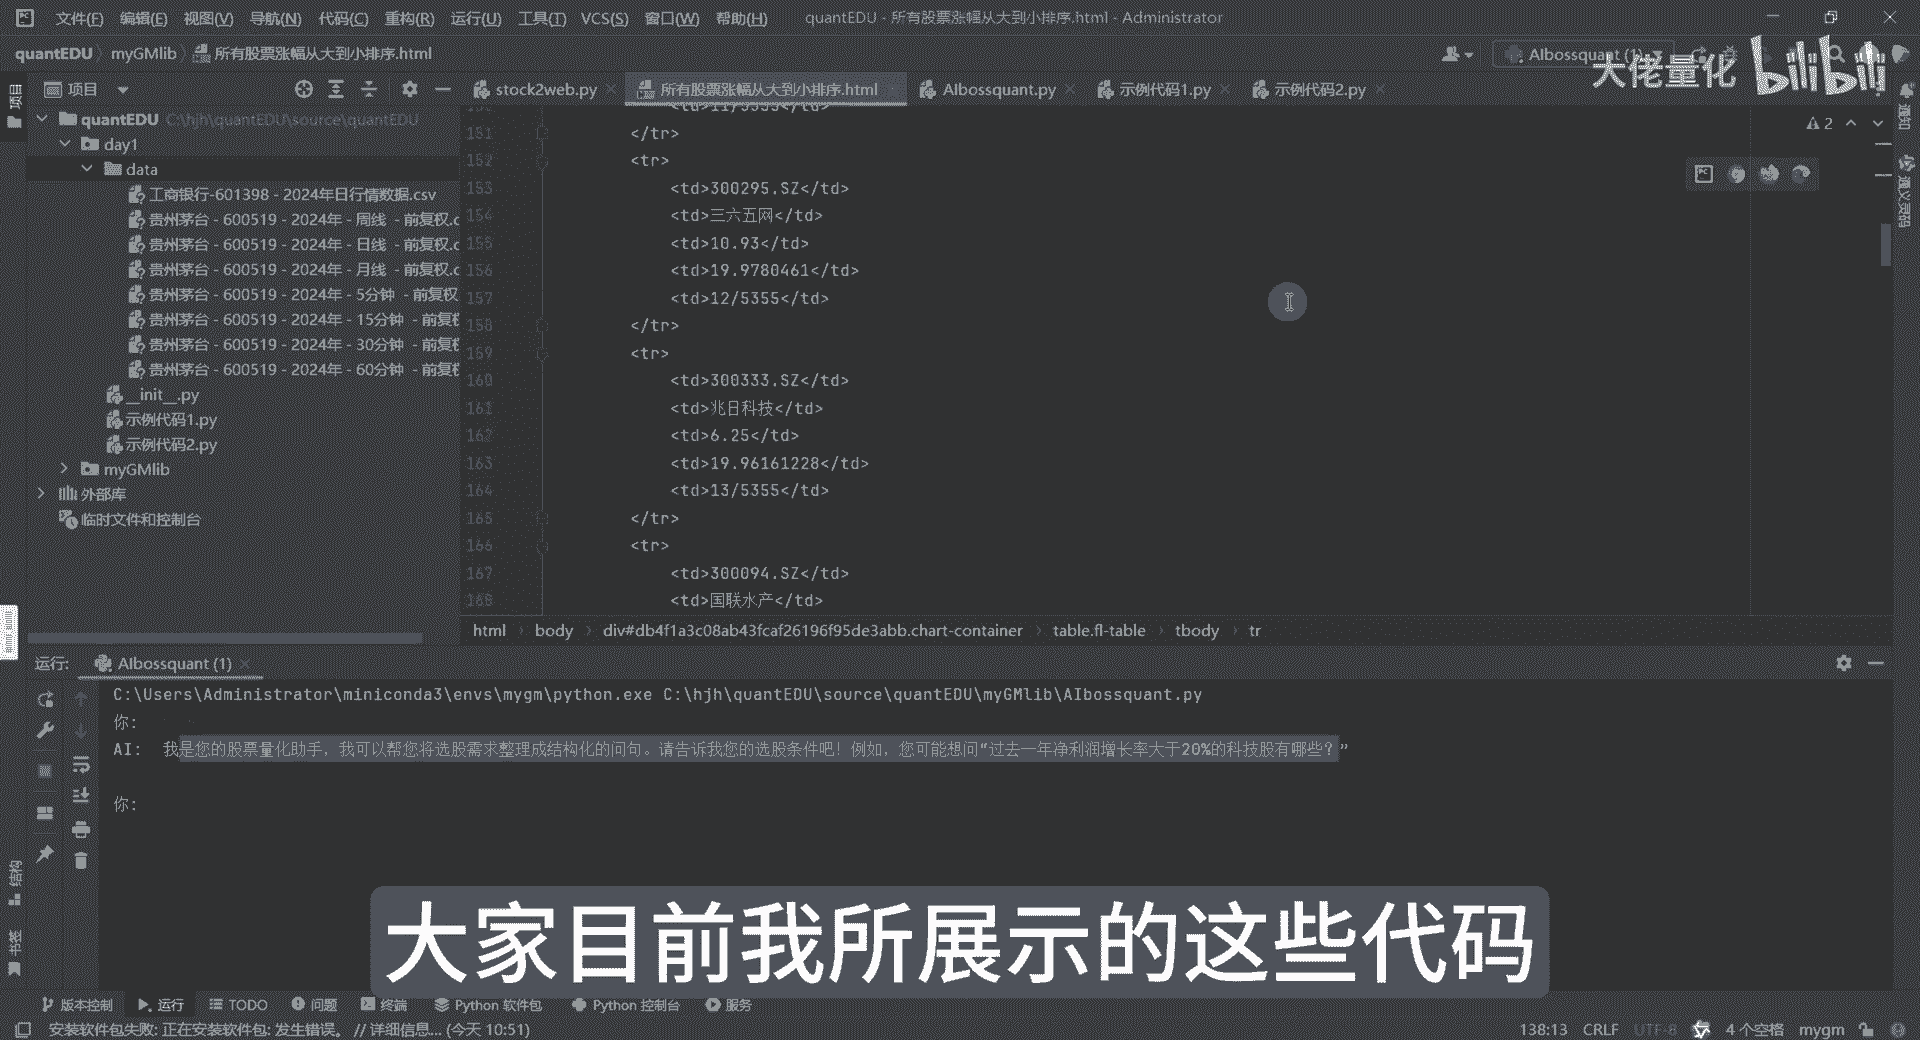 文件(F) 编辑(E) 视图(V) 导航(N) 代码(C) 重构(R) 运行(U) 工具(T) VCS(S) 窗口(W) 帮助(H) quantEDU - 所有股票涨幅从大到小排序.html - Administrator
quantEDU myGMlib 所有股票涨幅从大到小排序.html AIbossquant (1)
大佬量化 bilibili
项目 项目 stock2web.py 所有股票涨幅从大到小排序.html AIbossquant.py 示例代码1.py 示例代码2.py
通知
通义灵码
quantEDU C:\hjh\quantEDU\source\quantEDU
day1
data
工商银行-601398 - 2024年日行情数据.csv
贵州茅台 - 600519 - 2024年 - 周线 - 前复权.c
贵州茅台 - 600519 - 2024年 - 日线 - 前复权.c
贵州茅台 - 600519 - 2024年 - 月线 - 前复权.c
贵州茅台 - 600519 - 2024年 - 5分钟 - 前复权
贵州茅台 - 600519 - 2024年 - 15分钟 - 前复权
贵州茅台 - 600519 - 2024年 - 30分钟 - 前复权
贵州茅台 - 600519 - 2024年 - 60分钟 - 前复权
__init__.py
示例代码1.py
示例代码2.py
myGMlib
外部库
临时文件和控制台
<td>11/5355</td>
2
151 </tr>
152 <tr>
153 <td>300295.SZ</td>
154 <td>三六五网</td>
155 <td>10.93</td>
156 <td>19.9780461</td>
157 <td>12/5355</td>
158 </tr>
159 <tr>
160 <td>300333.SZ</td>
161 <td>兆日科技</td>
162 <td>6.25</td>
163 <td>19.96161228</td>
164 <td>13/5355</td>
165 </tr>
166 <tr>
167 <td>300094.SZ</td>
168 <td>国联水产</td>
html body div#db4f1a3c08ab43fcaf26196f95de3abb.chart-container table.fl-table tbody tr
运行: AIbossquant (1)
C:\Users\Administrator\miniconda3\envs\mygm\python.exe C:\hjh\quantEDU\source\quantEDU\myGMlib\AIbossquant.py
你:
AI: 我是您的股票量化助手，我可以帮您将选股需求整理成结构化的问句。请告诉我您的选股条件吧！例如，您可能想问“过去一年净利润增长率大于20%的科技股有哪些？”
你:
结构
书签
大家目前我所展示的这些代码
版本控制 运行 TODO 问题 终端 Python 软件包 Python 控制台 服务
安装软件包失败: 正在安装软件包: 发生错误。 // 详细信息... (今天 10:51) 138:13 CRLF UTF-8 4 个空格 mygm